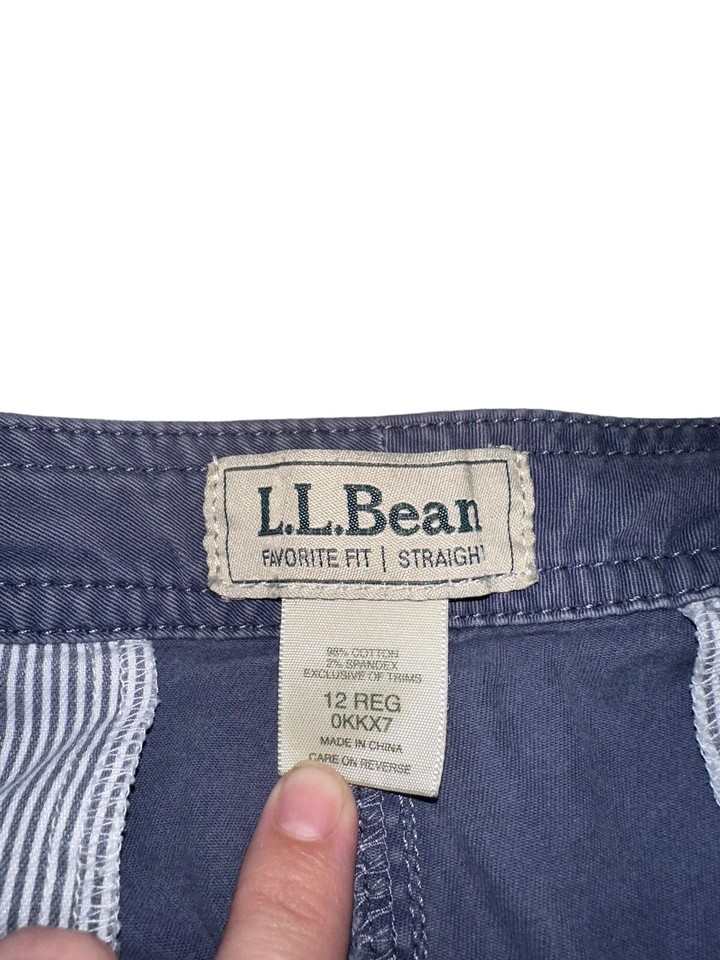 L.L.Bean
FAVORITE FIT | STRAIGHT
98% COTTON
2% SPANDEX
EXCLUSIVE OF TRIMS
12 REG
0KKX7
MADE IN CHINA
CARE ON REVERSE